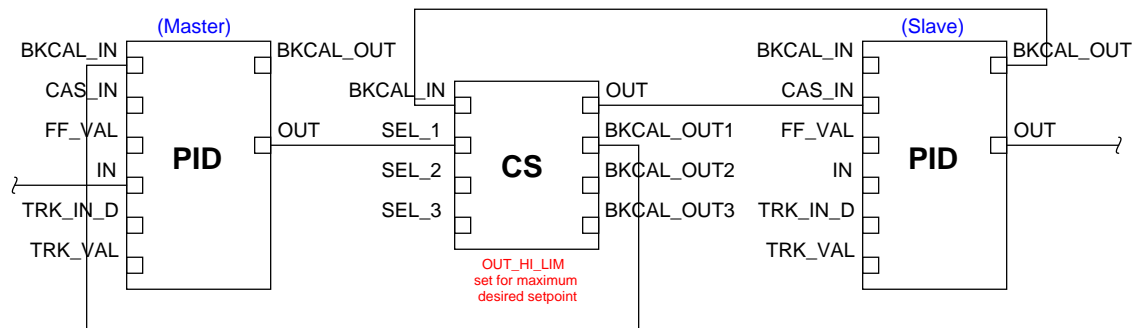 (Master)
BKCAL_IN
BKCAL_OUT
CAS_IN
FF_VAL
OUT
PID
IN
TRK_IN_D
TRK_VAL
BKCAL_IN
OUT
SEL_1
BKCAL_OUT1
CS
SEL_2
BKCAL_OUT2
SEL_3
BKCAL_OUT3
OUT_HI_LIM
set for maximum
desired setpoint
(Slave)
BKCAL_IN
BKCAL_OUT
CAS_IN
FF_VAL
OUT
PID
IN
TRK_IN_D
TRK_VAL